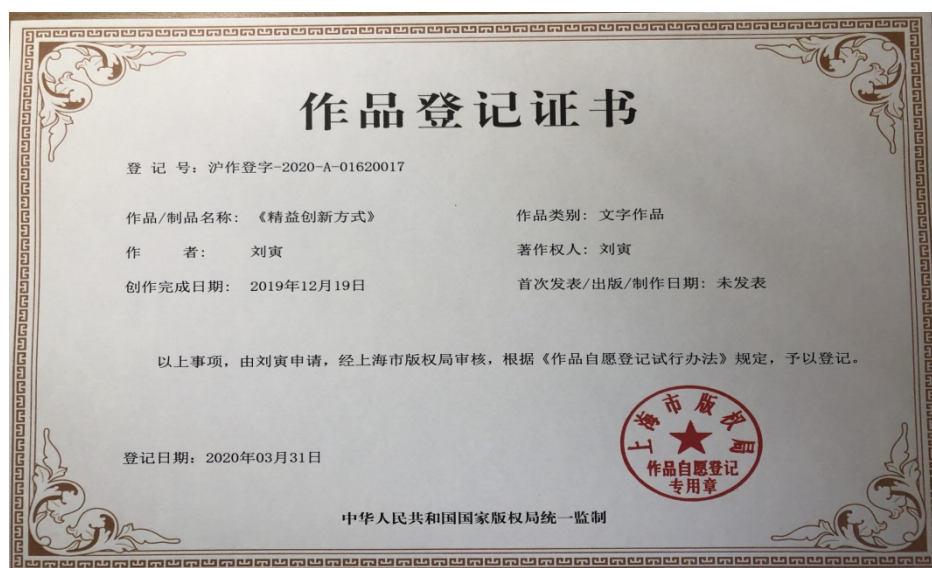 作品登记证书
登 记 号：沪作登字-2020-A-01620017
作品/制品名称：《精益创新方式》
作品类别：文字作品
作 者：刘寅
著作权人：刘寅
创作完成日期：2019年12月19日
首次发表/出版/制作日期：未发表
以上事项，由刘寅申请，经上海市版权局审核，根据《作品自愿登记试行办法》规定，予以登记。
上海市版权局
作品自愿登记
专用章
登记日期：2020年03月31日
中华人民共和国国家版权局统一监制